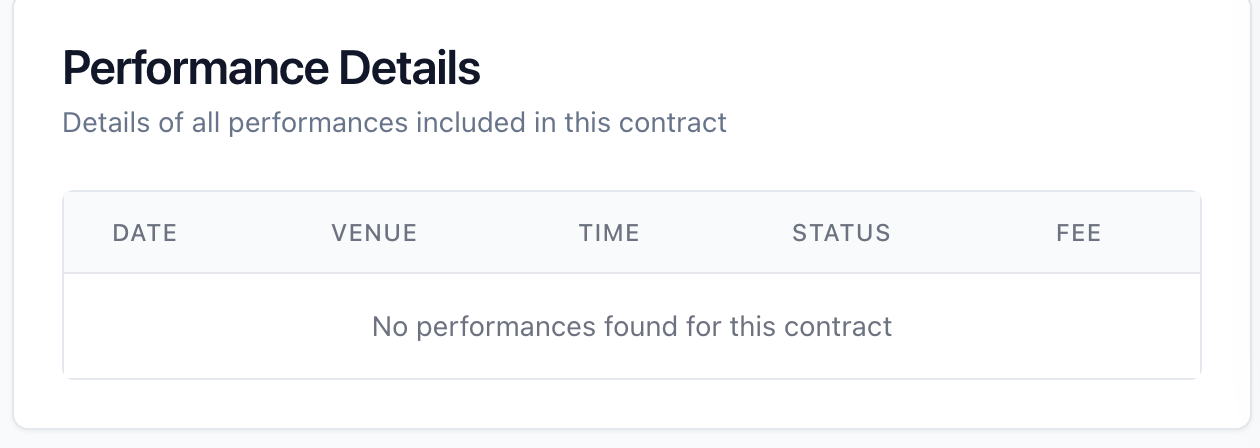 Performance Details
Details of all performances included in this contract
DATE VENUE TIME STATUS FEE
No performances found for this contract